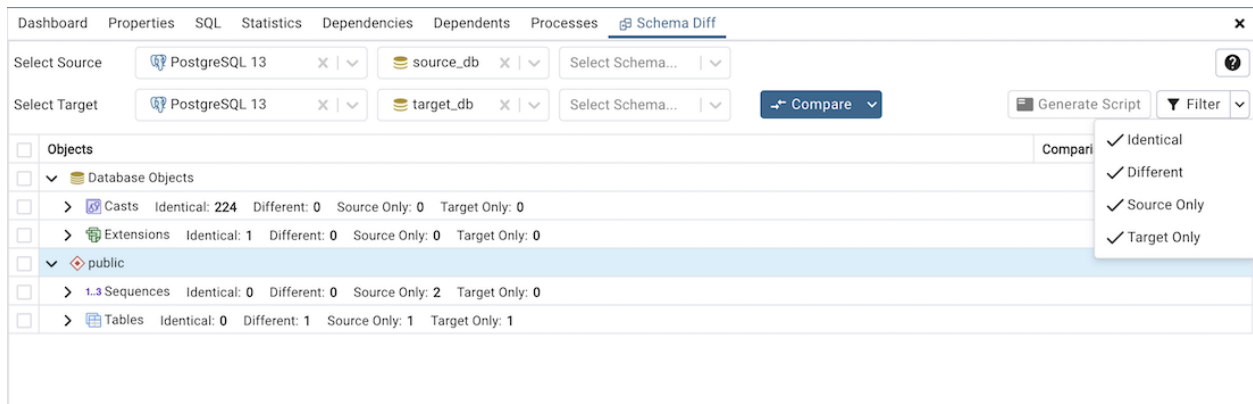 Dashboard Properties SQL Statistics Dependencies Dependents Processes Schema Diff
Select Source PostgreSQL 13 source_db Select Schema...
Select Target PostgreSQL 13 target_db Select Schema... Compare Generate Script Filter
Identical
Different
Source Only
Target Only
Objects Compari
Database Objects
Casts Identical: 224 Different: 0 Source Only: 0 Target Only: 0
Extensions Identical: 1 Different: 0 Source Only: 0 Target Only: 0
public
1..3 Sequences Identical: 0 Different: 0 Source Only: 2 Target Only: 0
Tables Identical: 0 Different: 1 Source Only: 1 Target Only: 1